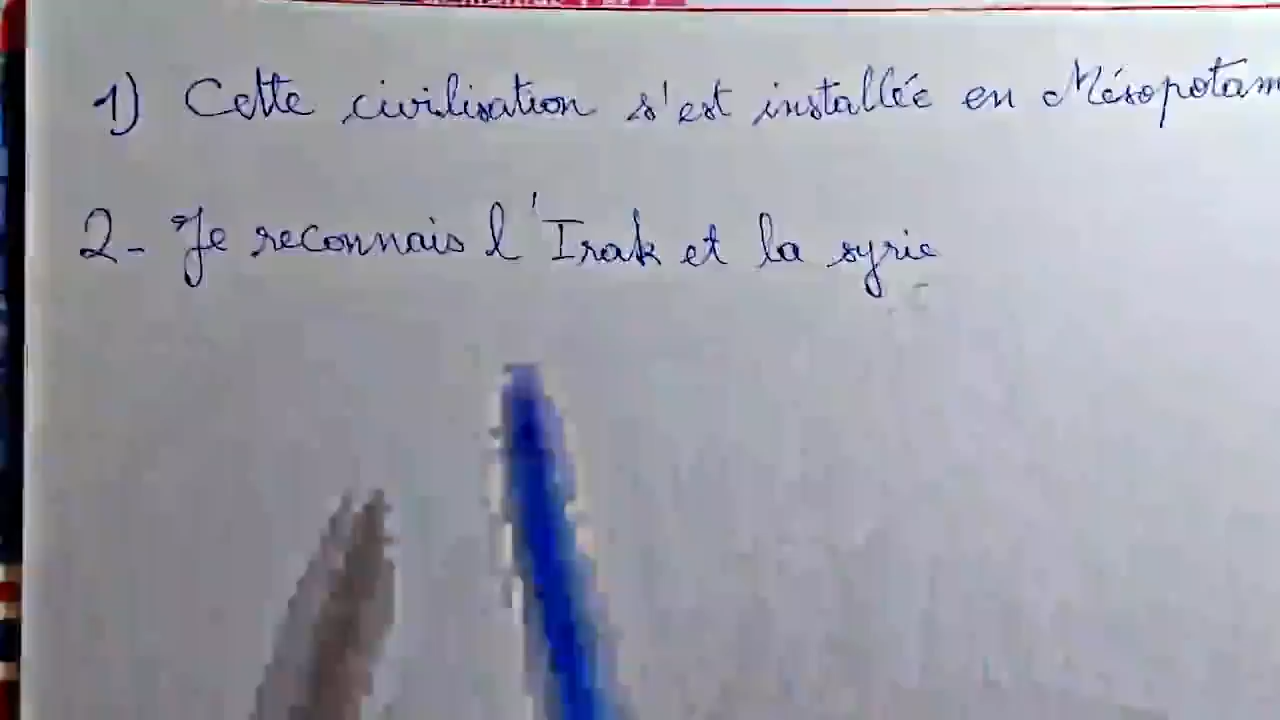 1) Cette civilisation s'est installée en Mésopotam
2- Je reconnais l'Irak et la syrie